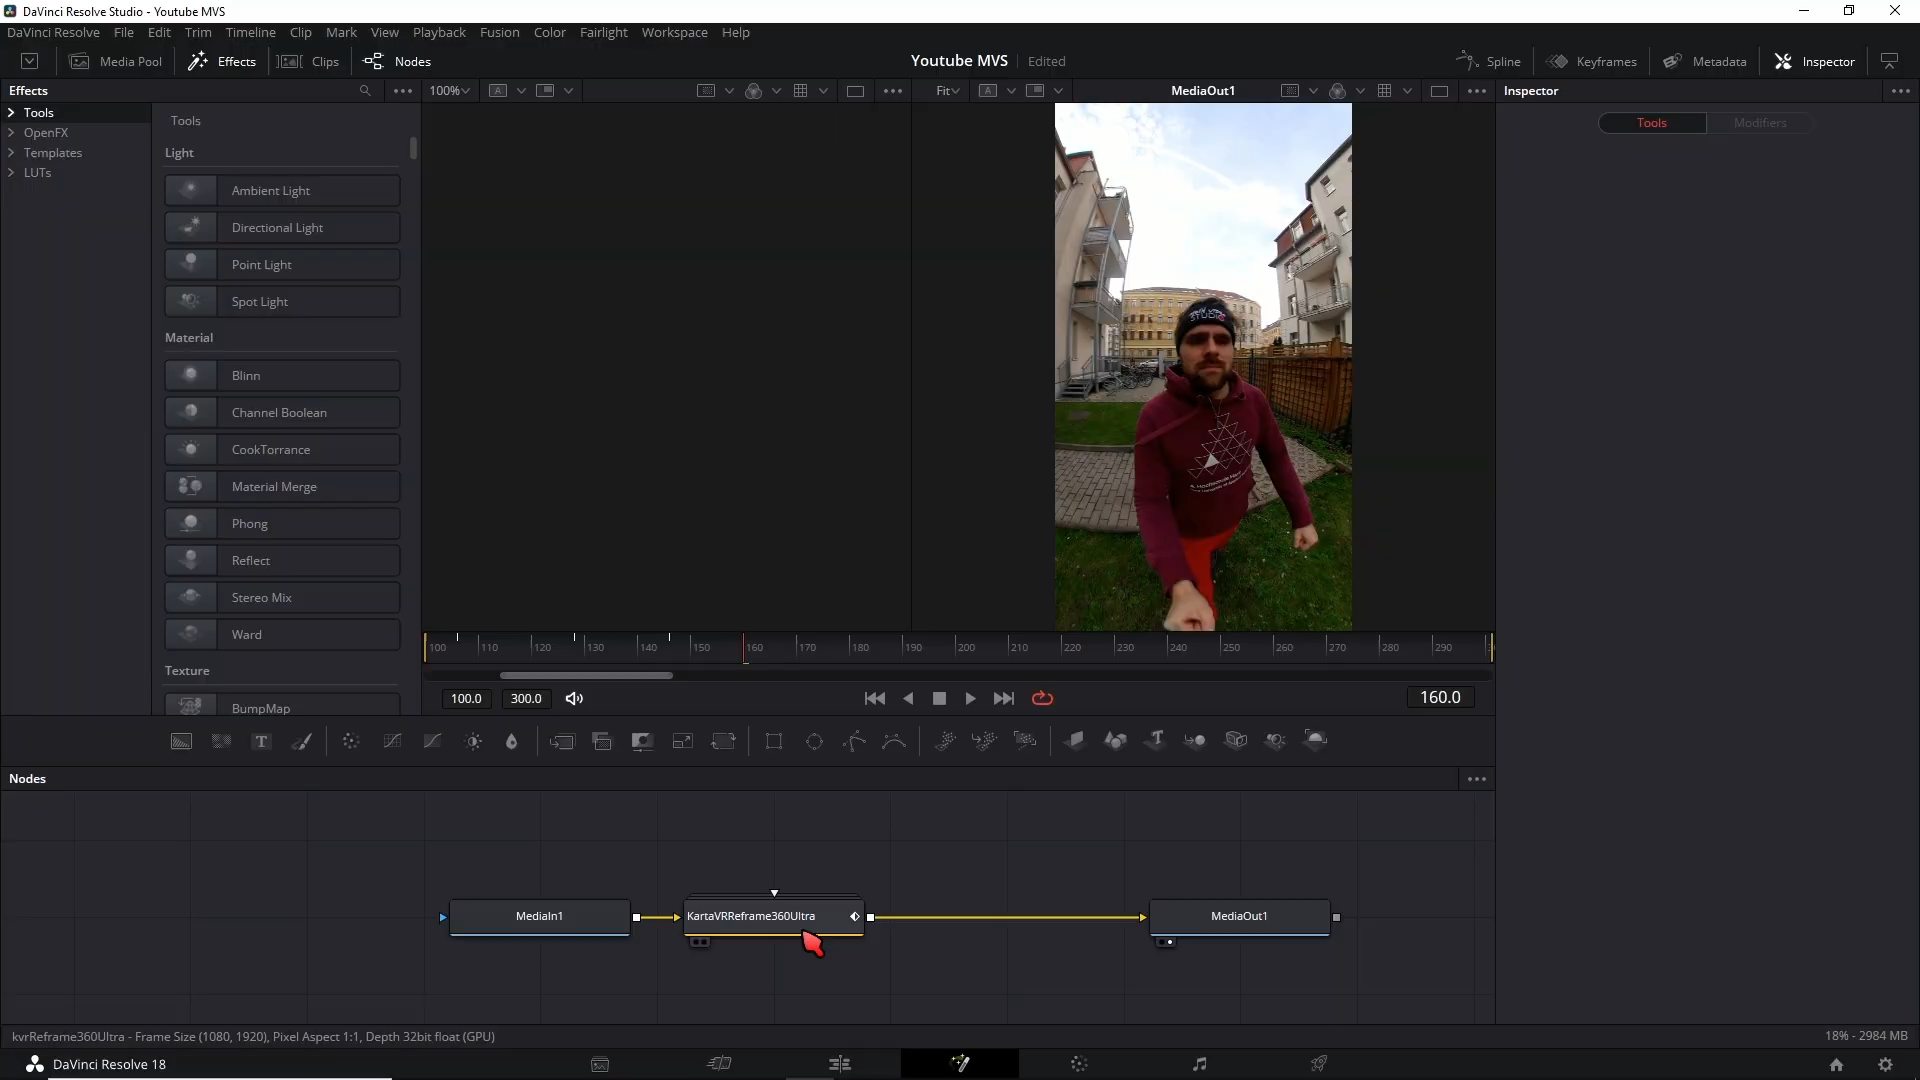 DaVinci Resolve Studio - Youtube MVS
DaVinci Resolve File Edit Trim Timeline Clip Mark View Playback Fusion Color Fairlight Workspace Help
Media Pool Effects Clips Nodes Youtube MVS Edited Spline Keyframes Metadata Inspector
Effects 100% Fit MediaOut1 Inspector
Tools
OpenFX
Templates
LUTs
Tools
Light
Ambient Light
Directional Light
Point Light
Spot Light
Material
Blinn
Channel Boolean
CookTorrance
Material Merge
Phong
Reflect
Stereo Mix
Ward
Texture
BumpMap
STUDIO
Tools Modifiers
100 110 120 130 140 150 160 170 180 190 200 210 220 230 240 250 260 270 280 290
100.0 300.0 160.0
Nodes
MediaIn1 KartaVRReframe360Ultra MediaOut1
kvrReframe360Ultra - Frame Size (1080, 1920), Pixel Aspect 1:1, Depth 32bit float (GPU) 18% - 2984 MB
DaVinci Resolve 18